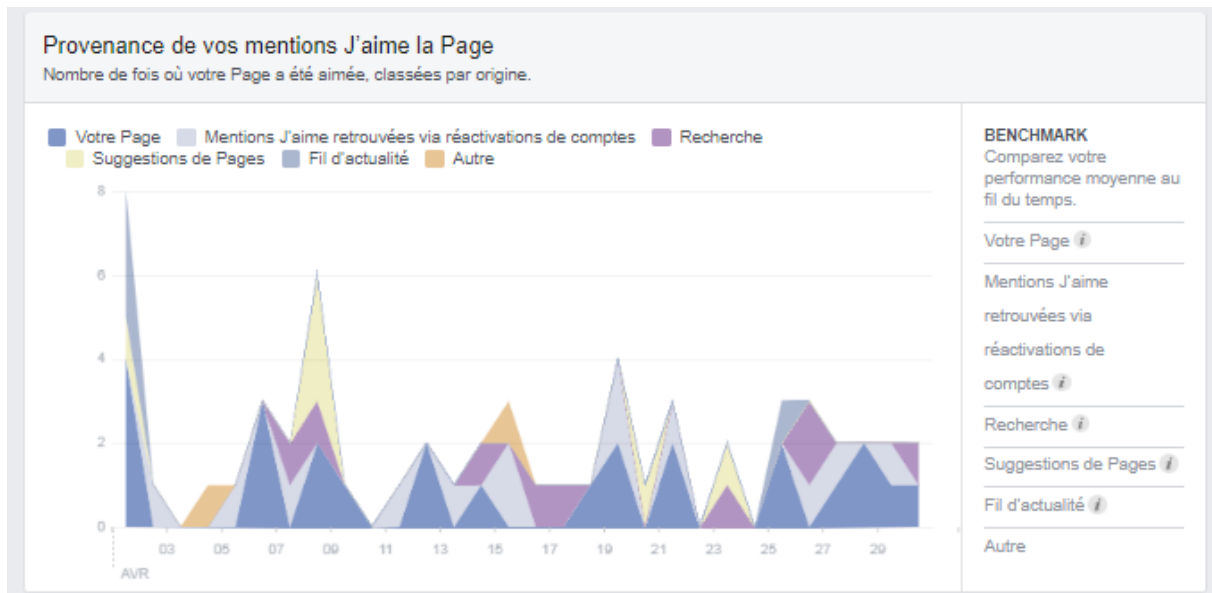 Provenance de vos mentions J'aime la Page
Nombre de fois où votre Page a été aimée, classées par origine.
Votre Page Mentions J'aime retrouvées via réactivations de comptes Recherche
Suggestions de Pages Fil d'actualité Autre
8
6
4
2
0
03 05 07 09 11 13 15 17 19 21 23 25 27 29
AVR
BENCHMARK
Comparez votre
performance moyenne au
fil du temps.
Votre Page i
Mentions J'aime
retrouvées via
réactivations de
comptes i
Recherche i
Suggestions de Pages i
Fil d'actualité i
Autre